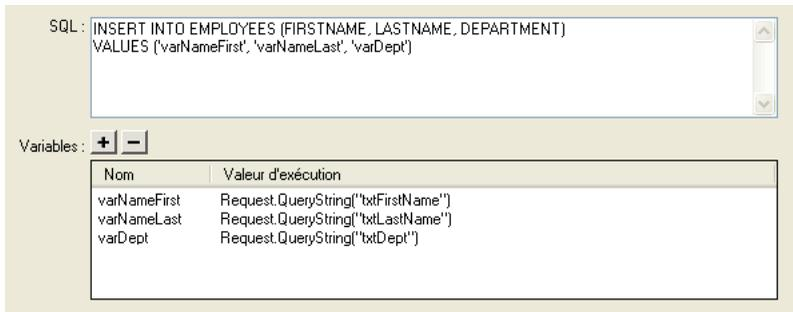 SQL : INSERT INTO EMPLOYEES (FIRSTNAME, LASTNAME, DEPARTMENT)
VALUES ('varNameFirst', 'varNameLast', 'varDept')
Variables : + −
Nom Valeur d'exécution
varNameFirst Request.QueryString("txtFirstName")
varNameLast Request.QueryString("txtLastName")
varDept Request.QueryString("txtDept")